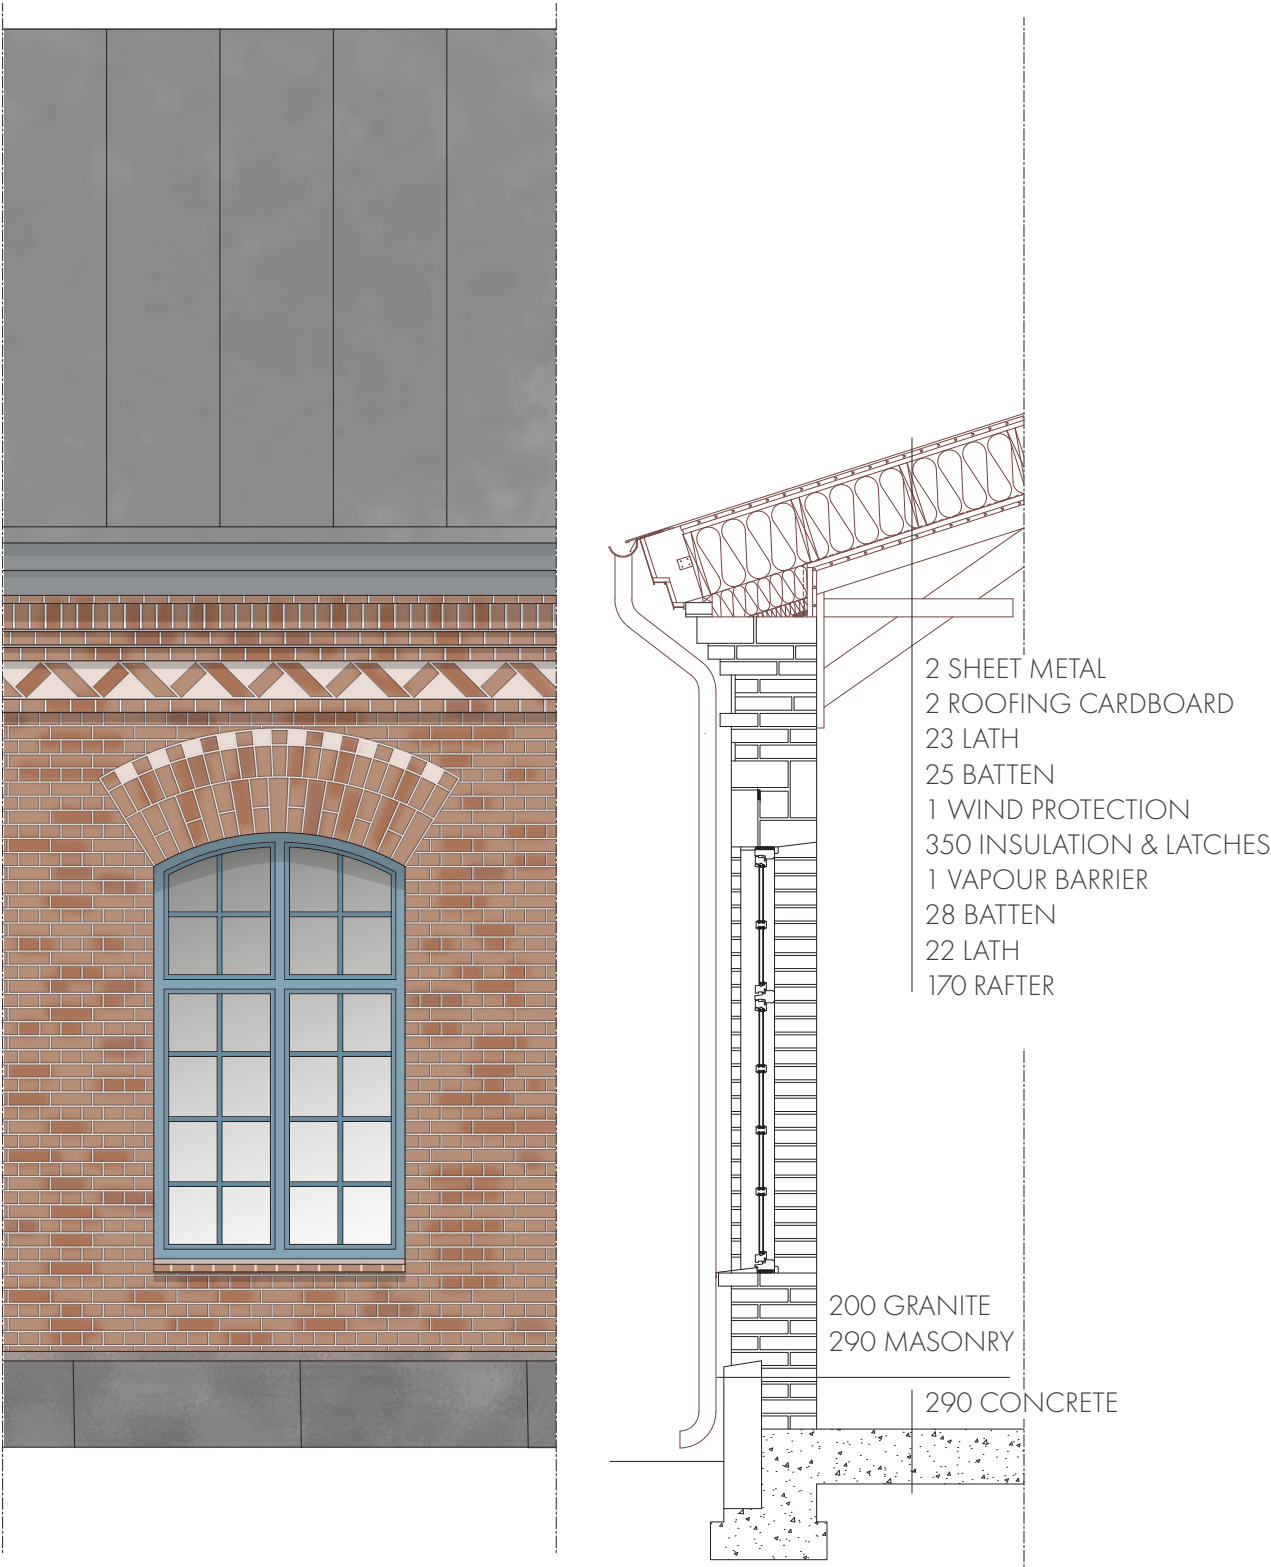 2 SHEET METAL
2 ROOFING CARDBOARD
23 LATH
25 BATTEN
1 WIND PROTECTION
350 INSULATION & LATCHES
1 VAPOUR BARRIER
28 BATTEN
22 LATH
170 RAFTER
200 GRANITE
290 MASONRY
290 CONCRETE